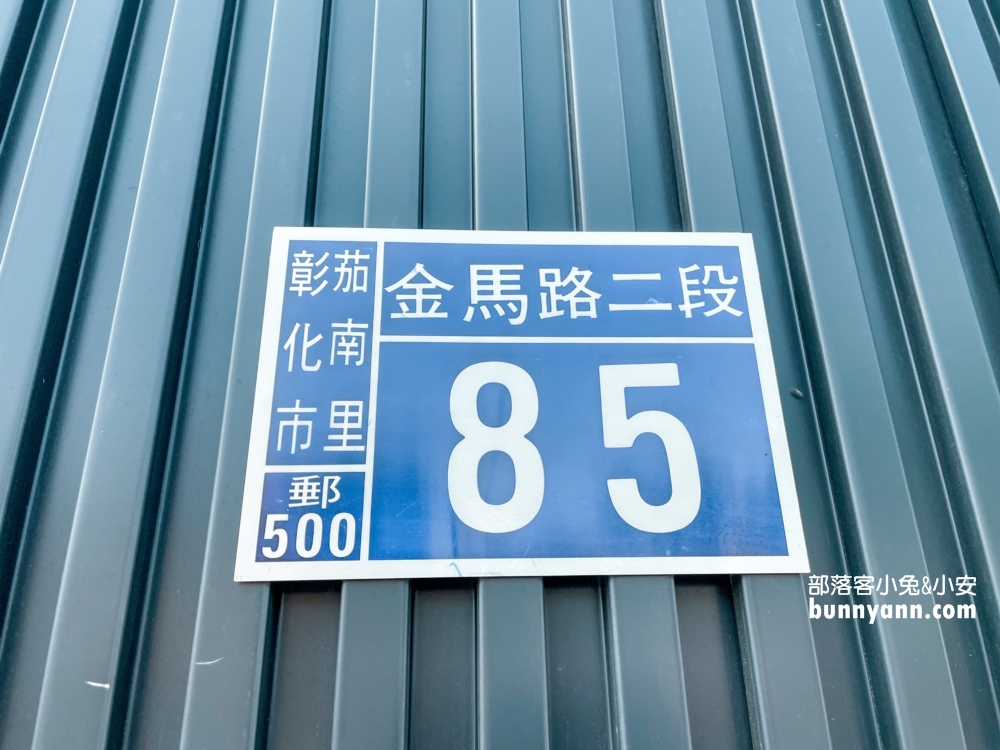 彰化市
茄南里
郵
500
金馬路二段
85
部落客小兔&小安
bunnyann.com